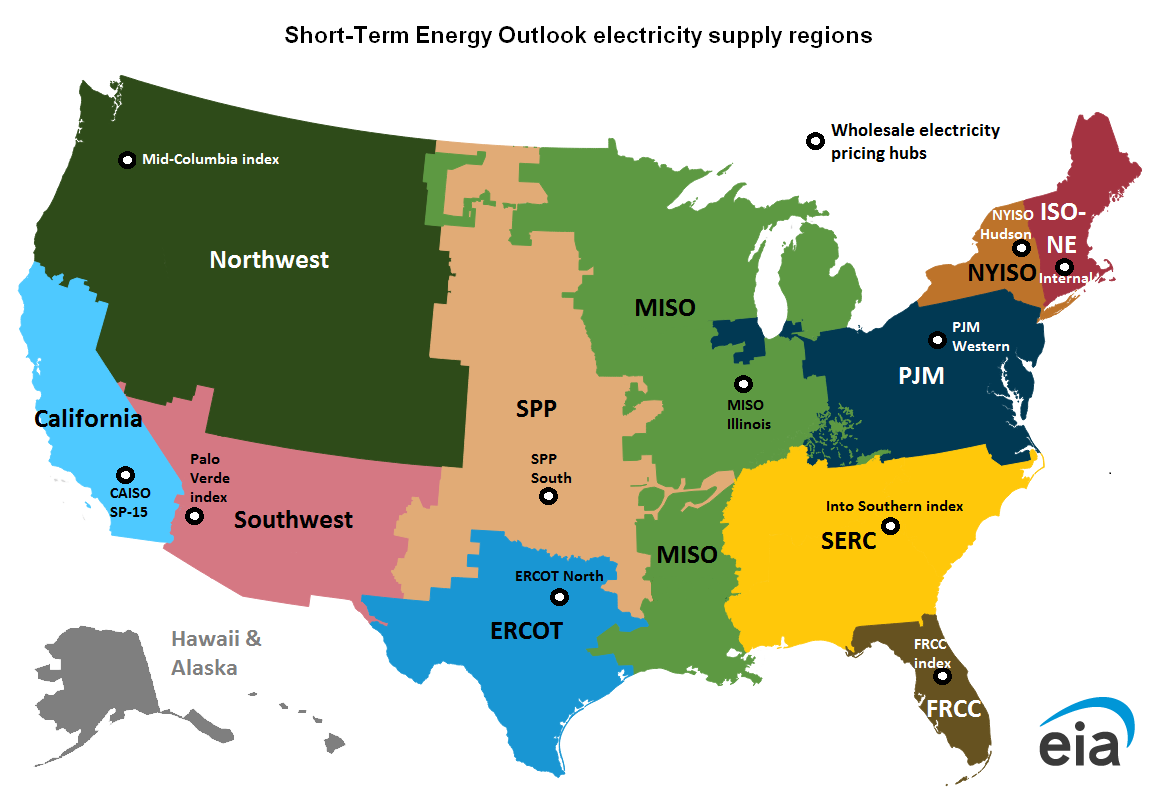 Short-Term Energy Outlook electricity supply regions
Wholesale electricity
pricing hubs
Mid-Columbia index
Northwest
NYISO
Hudson
ISO-
NE
NYISO
Internal
MISO
PJM
Western
PJM
MISO
Illinois
California
SPP
CAISO
SP-15
Palo
Verde
index
Southwest
SPP
South
Into Southern index
SERC
MISO
ERCOT North
ERCOT
Hawaii &
Alaska
FRCC
index
FRCC
eia